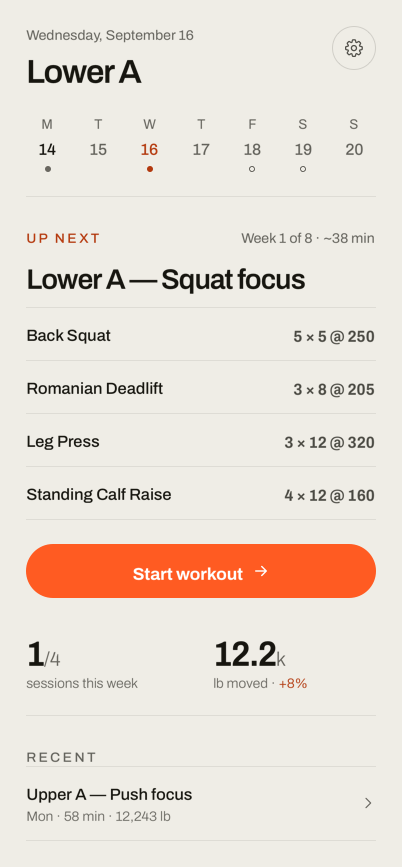 Wednesday, September 16
Lower A
M T W T F S S
14 15 16 17 18 19 20
UP NEXT Week 1 of 8 · ~38 min
Lower A — Squat focus
Back Squat 5 × 5 @ 250
Romanian Deadlift 3 × 8 @ 205
Leg Press 3 × 12 @ 320
Standing Calf Raise 4 × 12 @ 160
Start workout →
1/4 12.2k
sessions this week lb moved · +8%
RECENT
Upper A — Push focus
Mon · 58 min · 12,243 lb